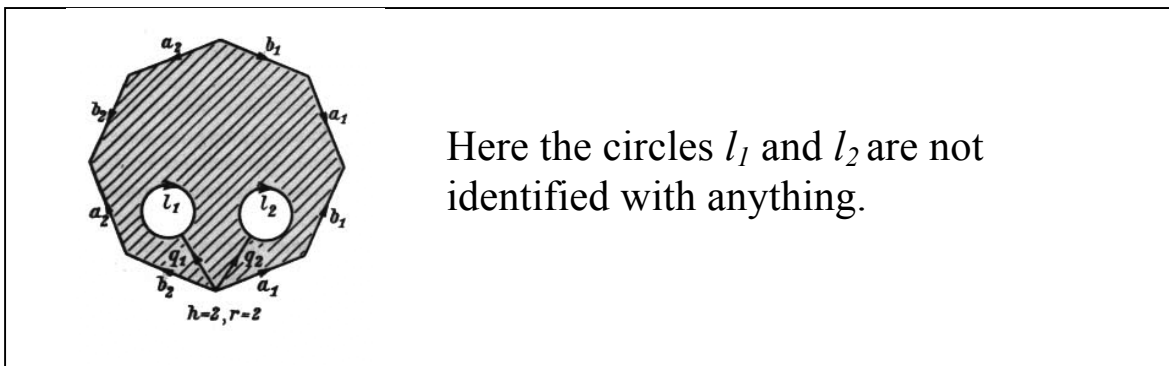 a₂ b₁
b₂ a₁
l₁ l₂
a₂ b₁
q₁ q₂
b₂ a₁
h=2, r=2
Here the circles l₁ and l₂ are not
identified with anything.